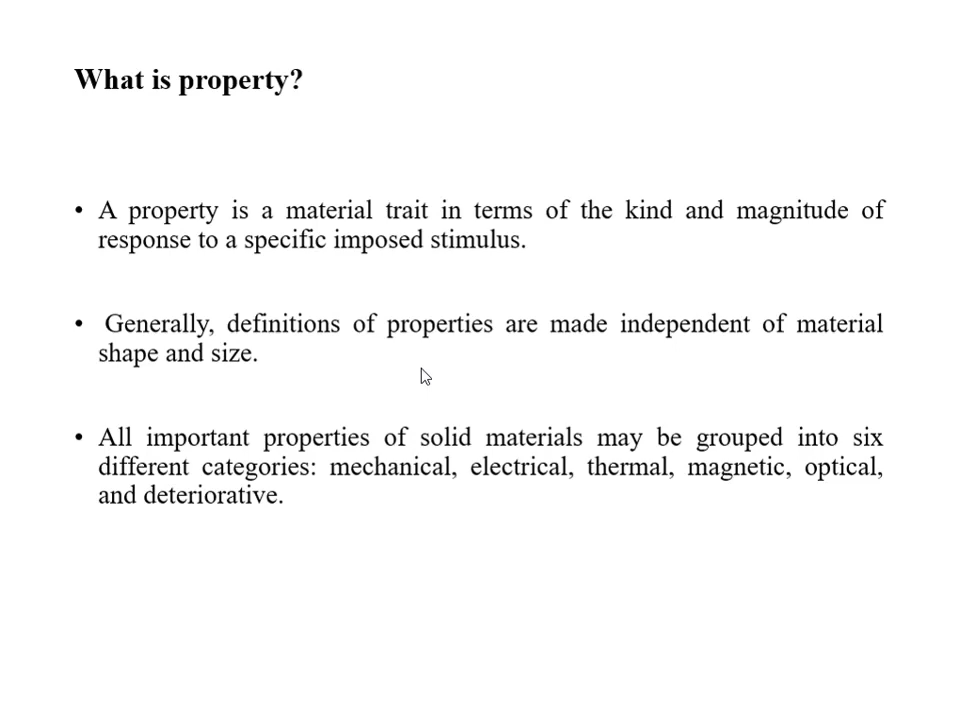 What is property?
• A property is a material trait in terms of the kind and magnitude of
response to a specific imposed stimulus.
• Generally, definitions of properties are made independent of material
shape and size.
• All important properties of solid materials may be grouped into six
different categories: mechanical, electrical, thermal, magnetic, optical,
and deteriorative.